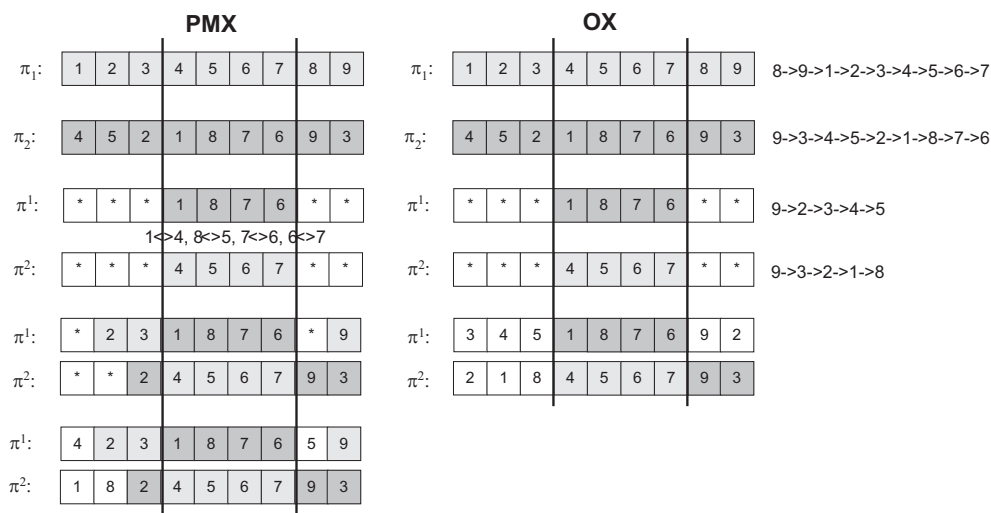 PMX
π1: 1 2 3 4 5 6 7 8 9
π2: 4 5 2 1 8 7 6 9 3
π1: * * * 1 8 7 6 * *
1<>4, 8<>5, 7<>6, 6<>7
π2: * * * 4 5 6 7 * *
π1: * 2 3 1 8 7 6 * 9
π2: * * 2 4 5 6 7 9 3
π1: 4 2 3 1 8 7 6 5 9
π2: 1 8 2 4 5 6 7 9 3
OX
π1: 1 2 3 4 5 6 7 8 9 8->9->1->2->3->4->5->6->7
π2: 4 5 2 1 8 7 6 9 3 9->3->4->5->2->1->8->7->6
π1: * * * 1 8 7 6 * * 9->2->3->4->5
π2: * * * 4 5 6 7 * * 9->3->2->1->8
π1: 3 4 5 1 8 7 6 9 2
π2: 2 1 8 4 5 6 7 9 3